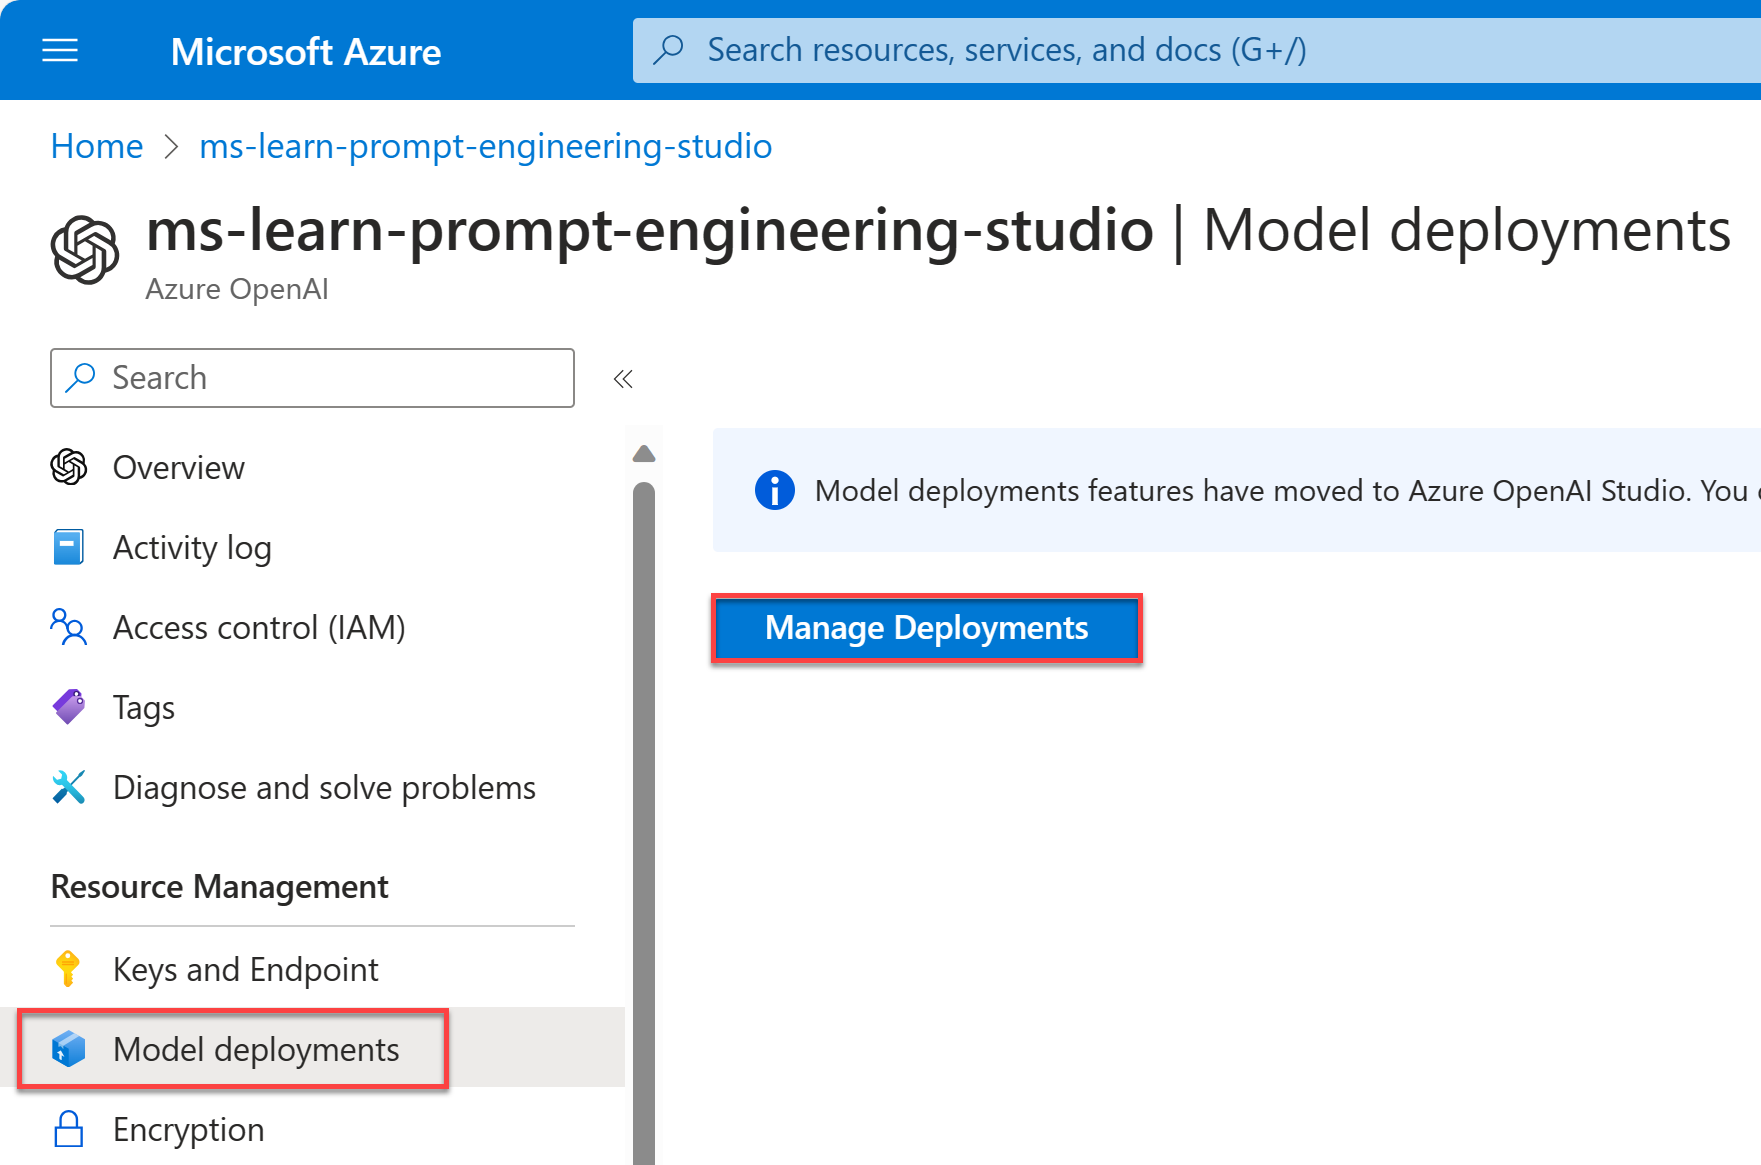 Microsoft Azure
Search resources, services, and docs (G+/)
Home > ms-learn-prompt-engineering-studio
ms-learn-prompt-engineering-studio | Model deployments
Azure OpenAI
Search
Overview
Activity log
Access control (IAM)
Tags
Diagnose and solve problems
Resource Management
Keys and Endpoint
Model deployments
Encryption
Model deployments features have moved to Azure OpenAI Studio. You
Manage Deployments